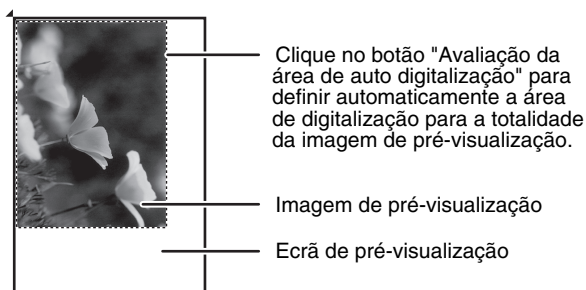 Clique no botão "Avaliação da
área de auto digitalização" para
definir automaticamente a área
de digitalização para a totalidade
da imagem de pré-visualização.
Imagem de pré-visualização
Ecrã de pré-visualização